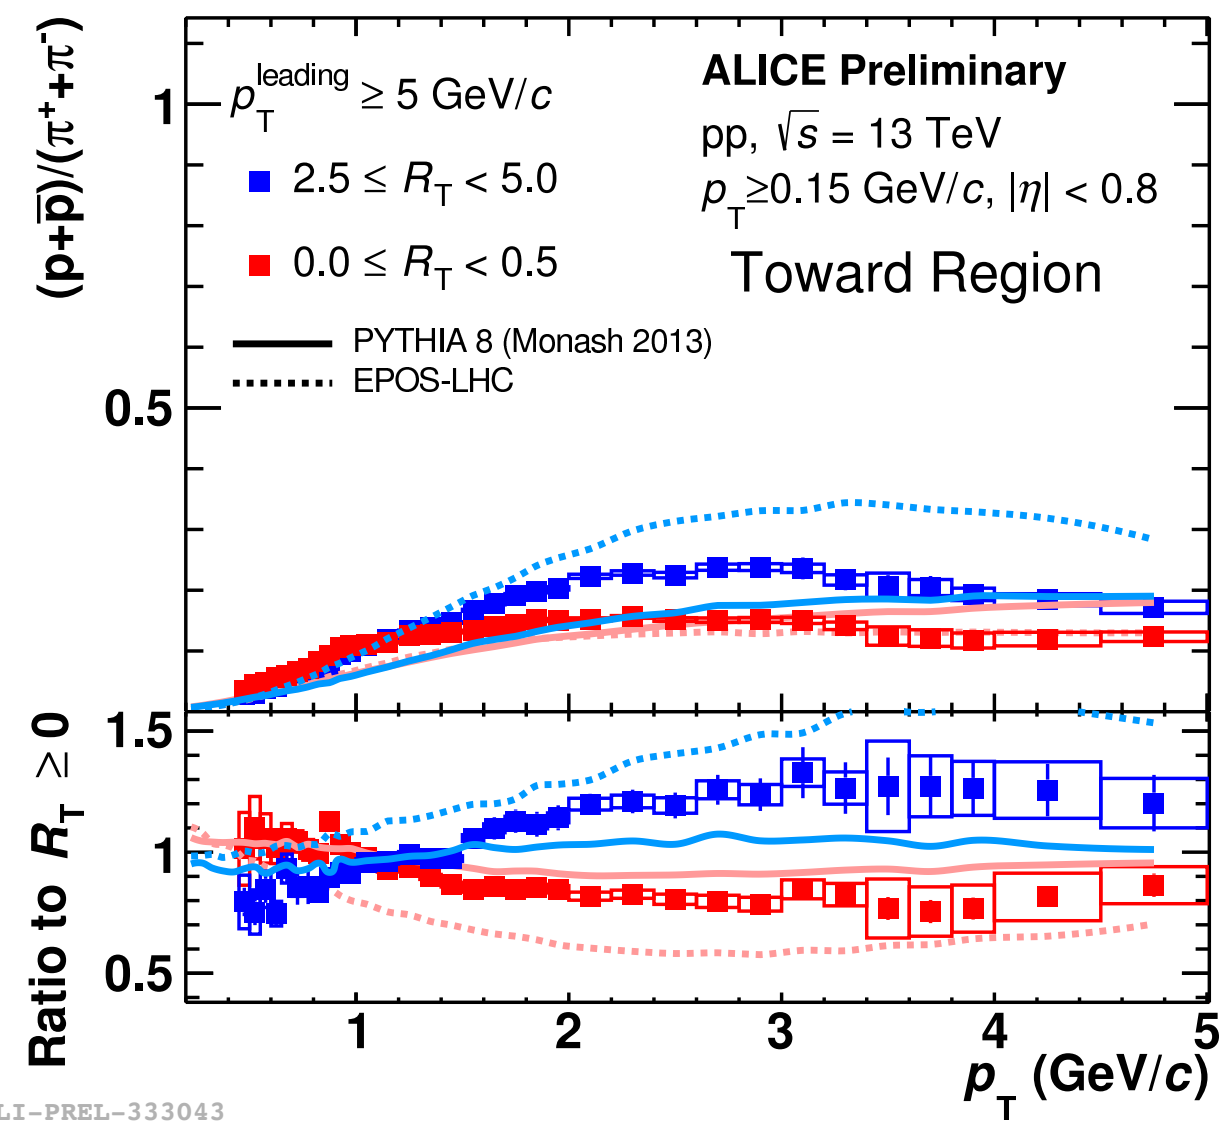 p_T^leading ≥ 5 GeV/c
2.5 ≤ R_T < 5.0
0.0 ≤ R_T < 0.5
PYTHIA 8 (Monash 2013)
EPOS-LHC
ALICE Preliminary
pp, √s = 13 TeV
p_T≥0.15 GeV/c, |η| < 0.8
Toward Region
(p+p̅)/(π⁺+π⁻)
1
0.5
Ratio to R_T ≥ 0
1.5
1
0.5
1 2 3 4 5
p_T (GeV/c)
LI-PREL-333043